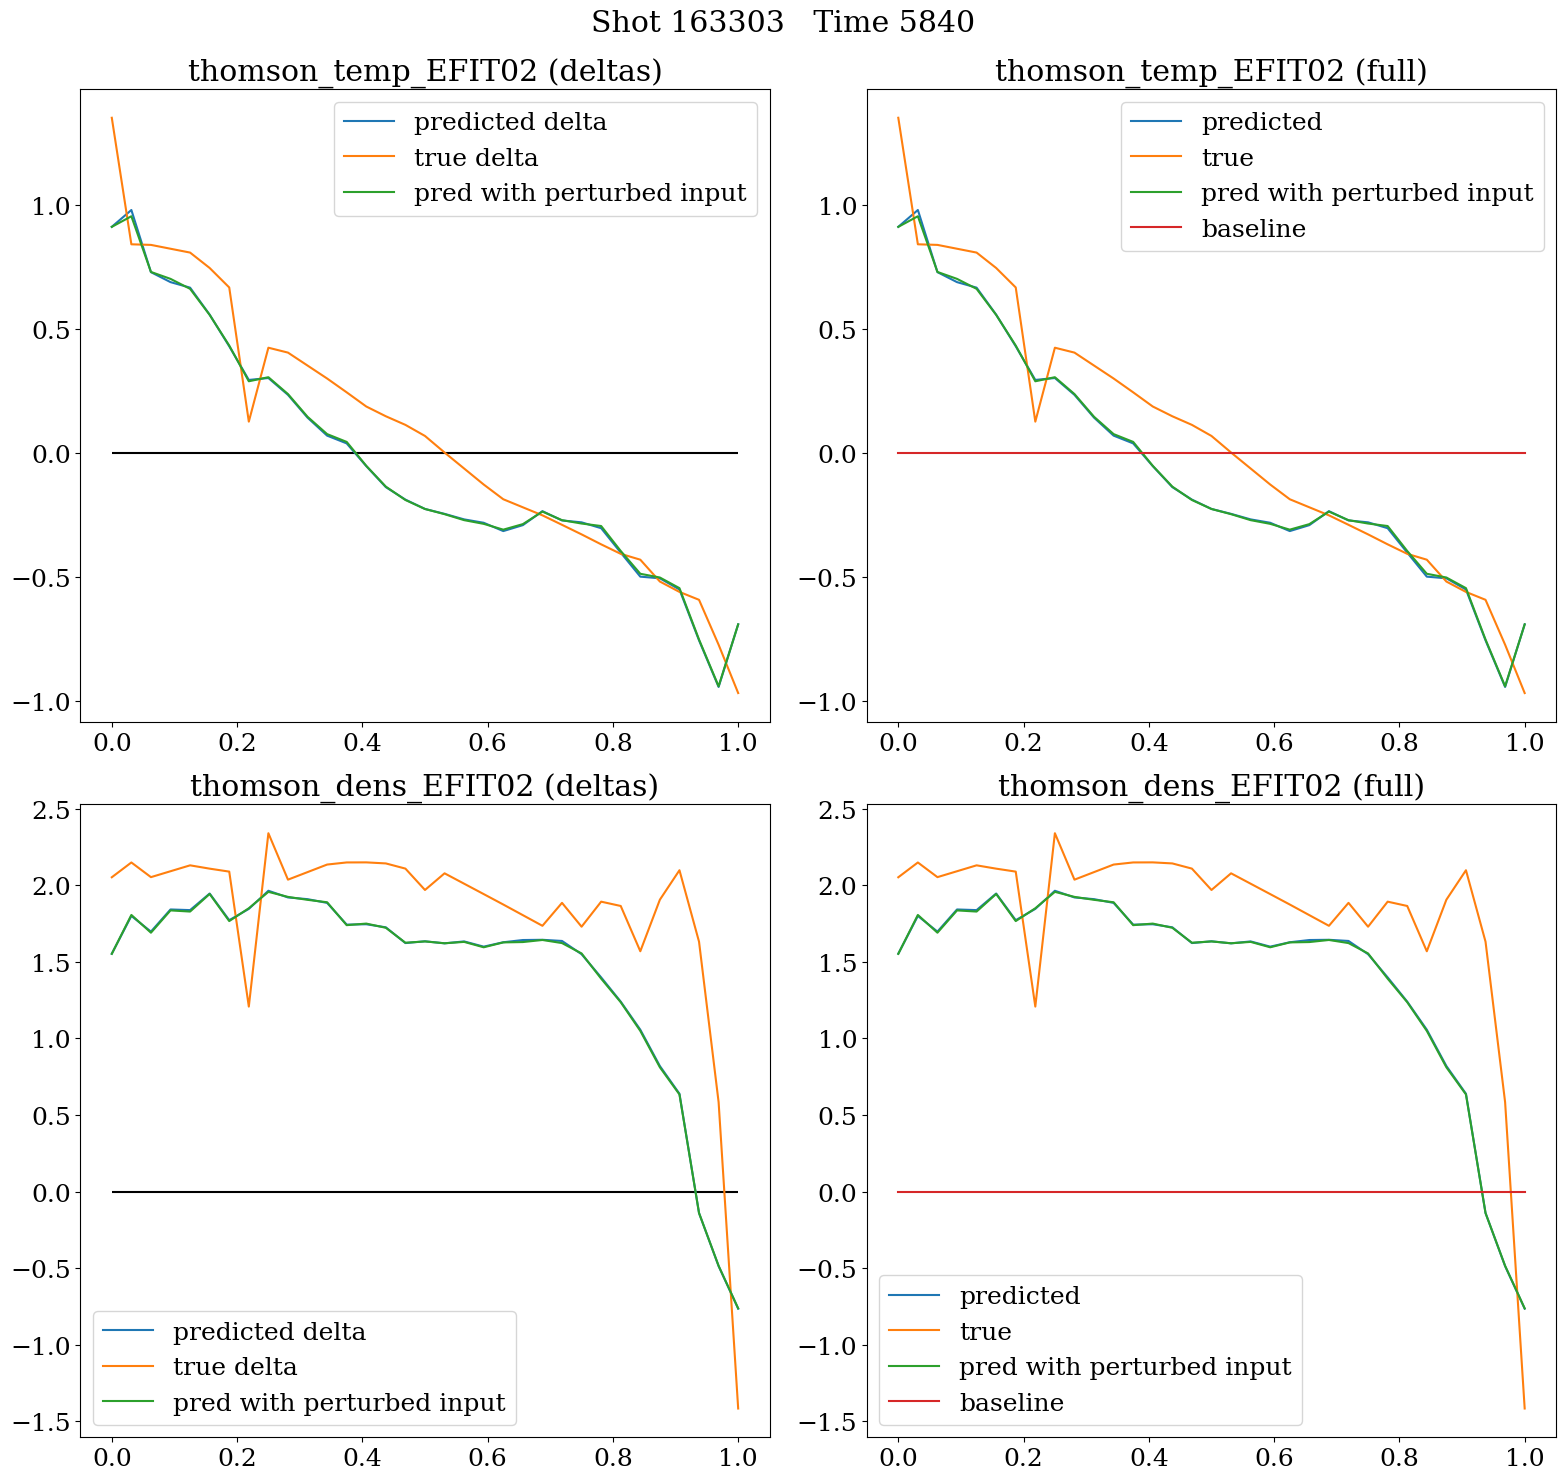 Shot 163303   Time 5840
thomson_temp_EFIT02 (deltas)
predicted delta
true delta
pred with perturbed input
1.0
0.5
0.0
−0.5
−1.0
0.0 0.2 0.4 0.6 0.8 1.0
thomson_temp_EFIT02 (full)
predicted
true
pred with perturbed input
baseline
1.0
0.5
0.0
−0.5
−1.0
0.0 0.2 0.4 0.6 0.8 1.0
thomson_dens_EFIT02 (deltas)
2.5
2.0
1.5
1.0
0.5
0.0
−0.5
−1.0
−1.5
predicted delta
true delta
pred with perturbed input
0.0 0.2 0.4 0.6 0.8 1.0
thomson_dens_EFIT02 (full)
2.5
2.0
1.5
1.0
0.5
0.0
−0.5
−1.0
−1.5
predicted
true
pred with perturbed input
baseline
0.0 0.2 0.4 0.6 0.8 1.0